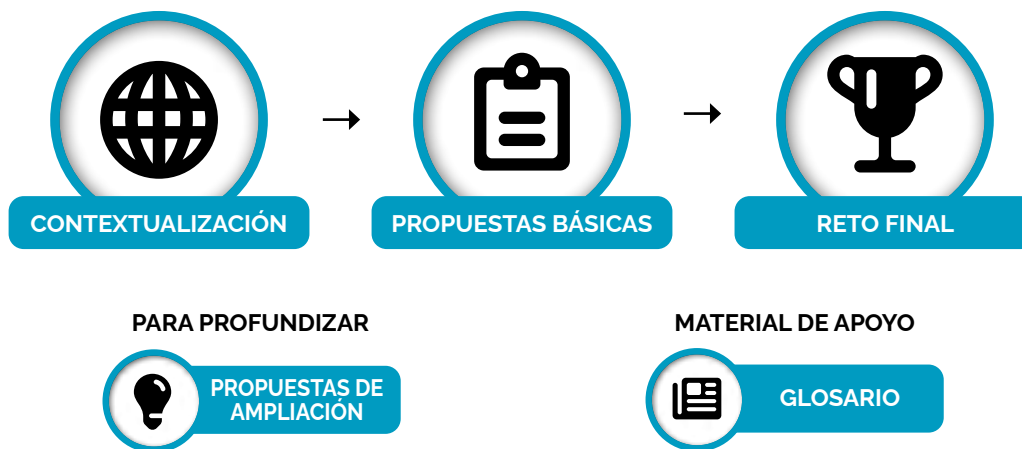 CONTEXTUALIZACIÓN
PROPUESTAS BÁSICAS
RETO FINAL
PARA PROFUNDIZAR
MATERIAL DE APOYO
PROPUESTAS DE
AMPLIACIÓN
GLOSARIO